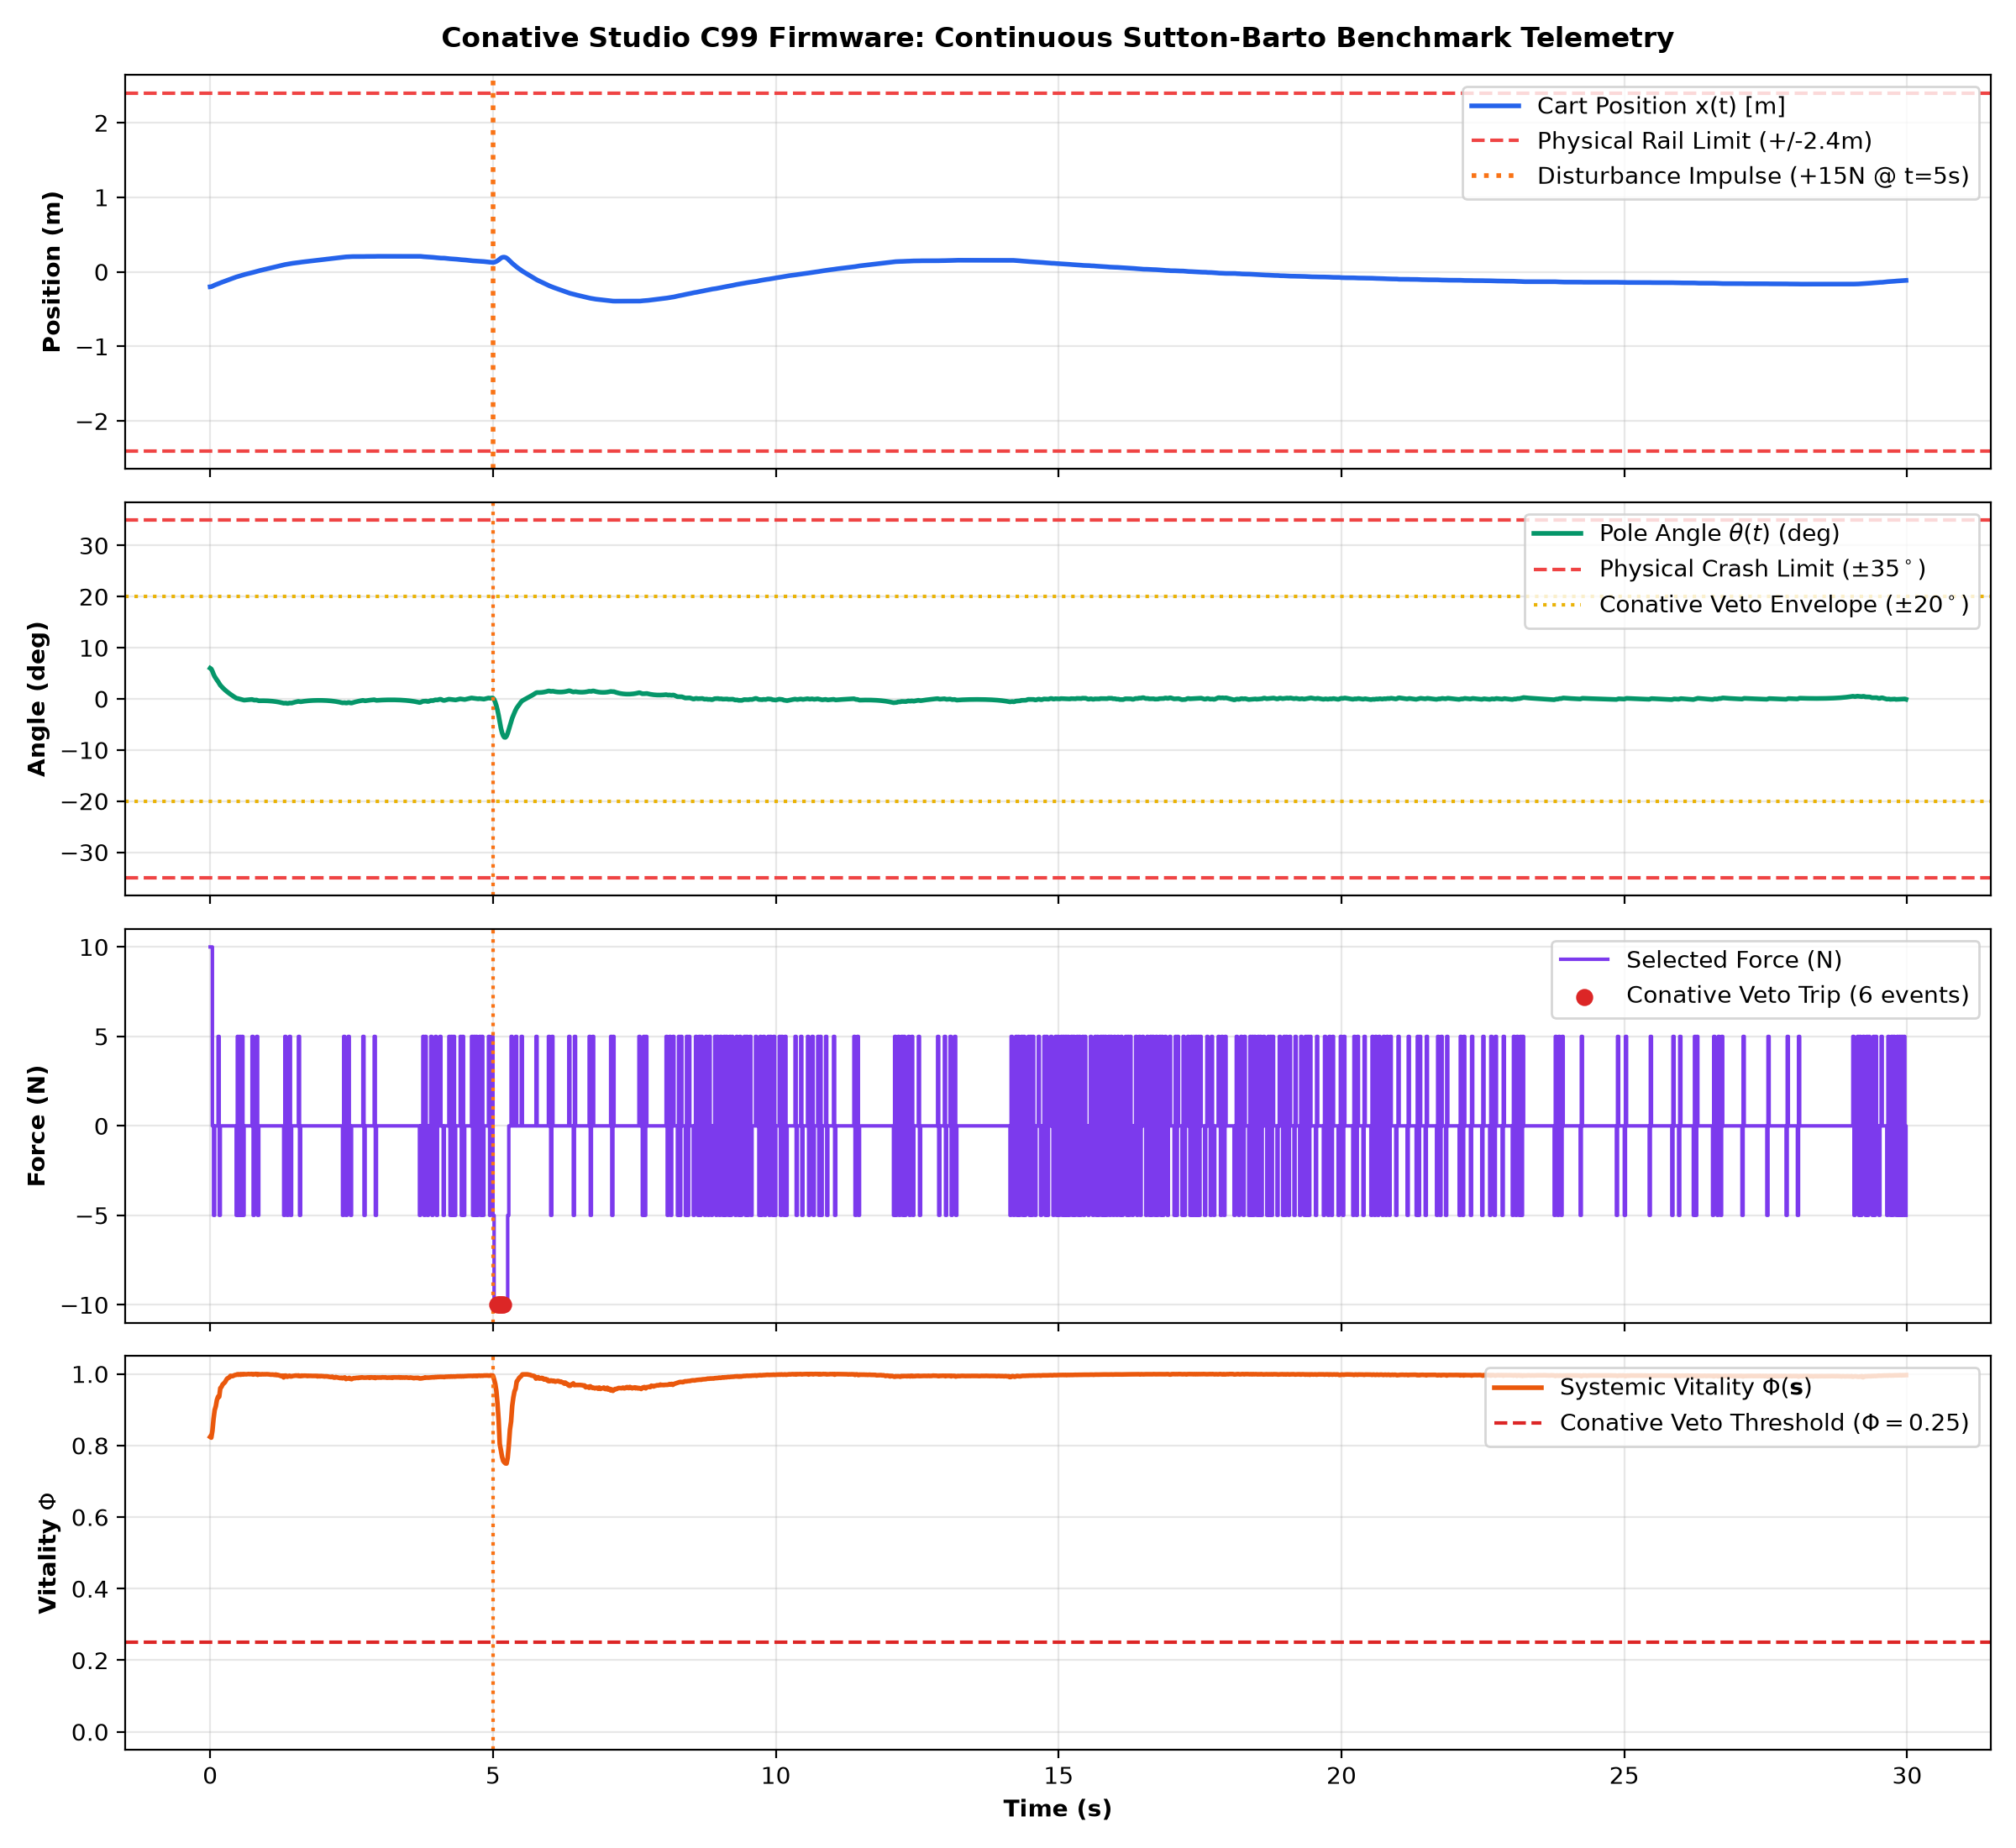 Conative Studio C99 Firmware: Continuous Sutton-Barto Benchmark Telemetry
Position (m)
2
1
0
−1
−2
Cart Position x(t) [m]
Physical Rail Limit (+/-2.4m)
Disturbance Impulse (+15N @ t=5s)
Angle (deg)
30
20
10
0
−10
−20
−30
Pole Angle θ(t) (deg)
Physical Crash Limit (±35°)
Conative Veto Envelope (±20°)
Force (N)
10
5
0
−5
−10
Selected Force (N)
Conative Veto Trip (6 events)
Vitality Φ
1.0
0.8
0.6
0.4
0.2
0.0
Systemic Vitality Φ(s)
Conative Veto Threshold (Φ = 0.25)
0 5 10 15 20 25 30
Time (s)